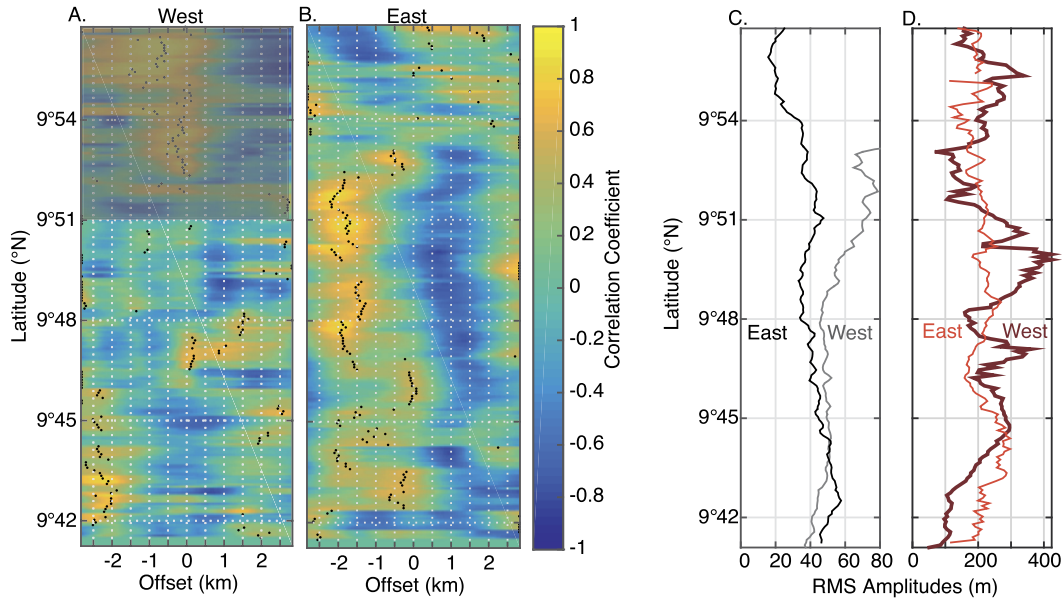 A. West B. East C. D.
1
0.8
0.6
0.4
0.2
0
-0.2
-0.4
-0.6
-0.8
-1
Correlation Coefficient
9°54
9°51
9°48
9°45
9°42
Latitude (°N)
-2 -1 0 1 2
Offset (km)
-2 -1 0 1 2
Offset (km)
9°54
9°51
9°48
9°45
9°42
Latitude (°N)
East West
East West
0 20 40 60 80
0 100 200 300 400
RMS Amplitudes (m)